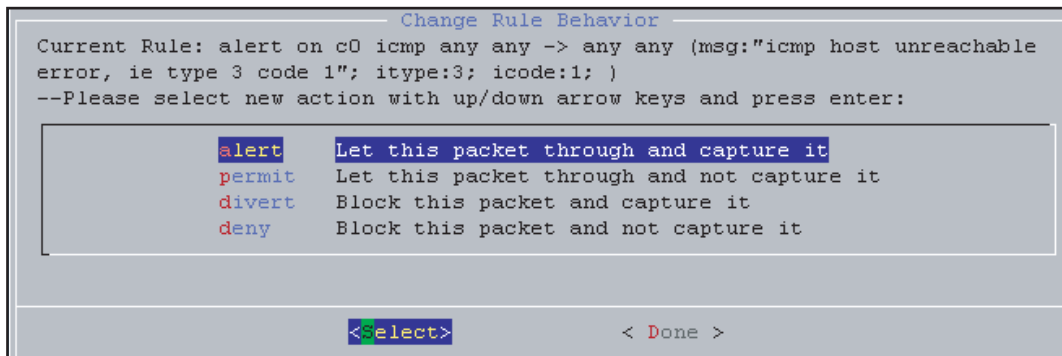 Change Rule Behavior
Current Rule: alert on c0 icmp any any -> any any (msg:"icmp host unreachable
error, ie type 3 code 1"; itype:3; icode:1; )
--Please select new action with up/down arrow keys and press enter:
alert Let this packet through and capture it
permit Let this packet through and not capture it
divert Block this packet and capture it
deny Block this packet and not capture it
<Select> < Done >